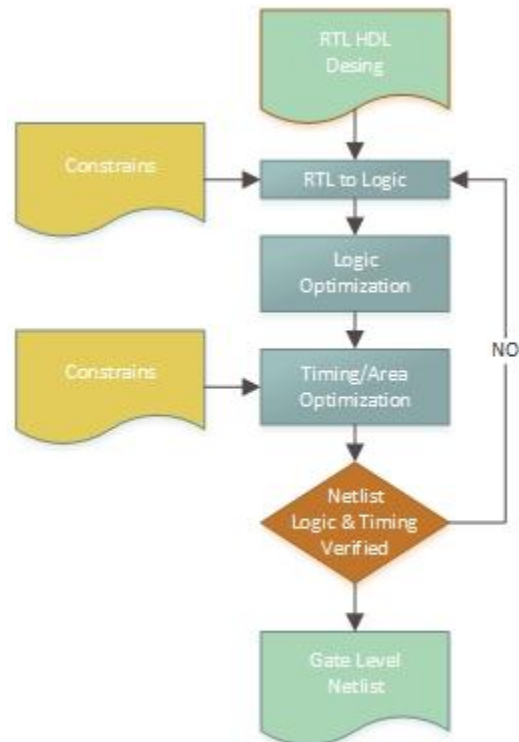 RTL HDL
Desing
Constrains
RTL to Logic
Logic
Optimization
Constrains
Timing/Area
Optimization
NO
Netlist
Logic & Timing
Verified
Gate Level
Netlist